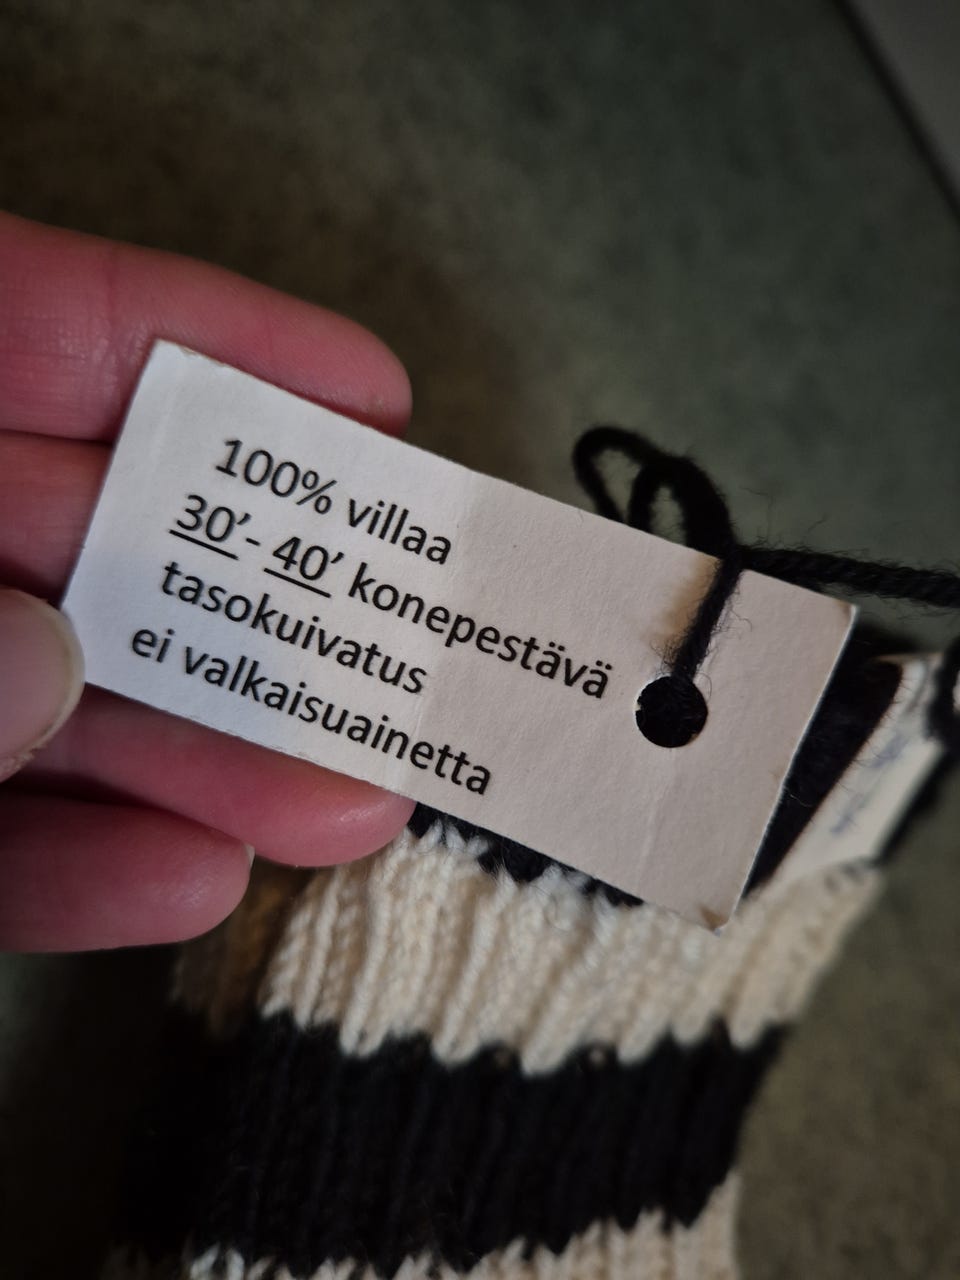 100% villaa
30'- 40' konepestävä
tasokuivatus
ei valkaisuainetta